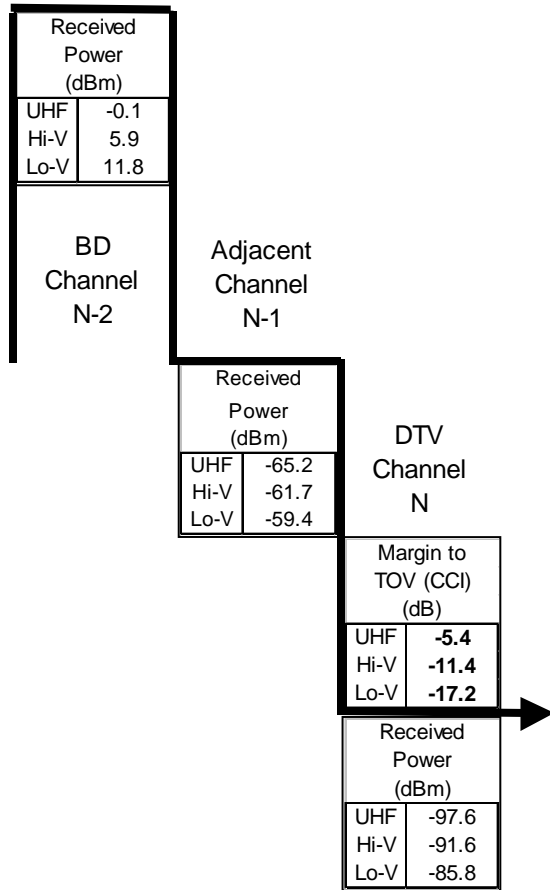 Received
Power
(dBm)
UHF -0.1
Hi-V 5.9
Lo-V 11.8
BD
Channel
N-2
Adjacent
Channel
N-1
Received
Power
(dBm)
UHF -65.2
Hi-V -61.7
Lo-V -59.4
DTV
Channel
N
Margin to
TOV (CCI)
(dB)
UHF -5.4
Hi-V -11.4
Lo-V -17.2
Received
Power
(dBm)
UHF -97.6
Hi-V -91.6
Lo-V -85.8